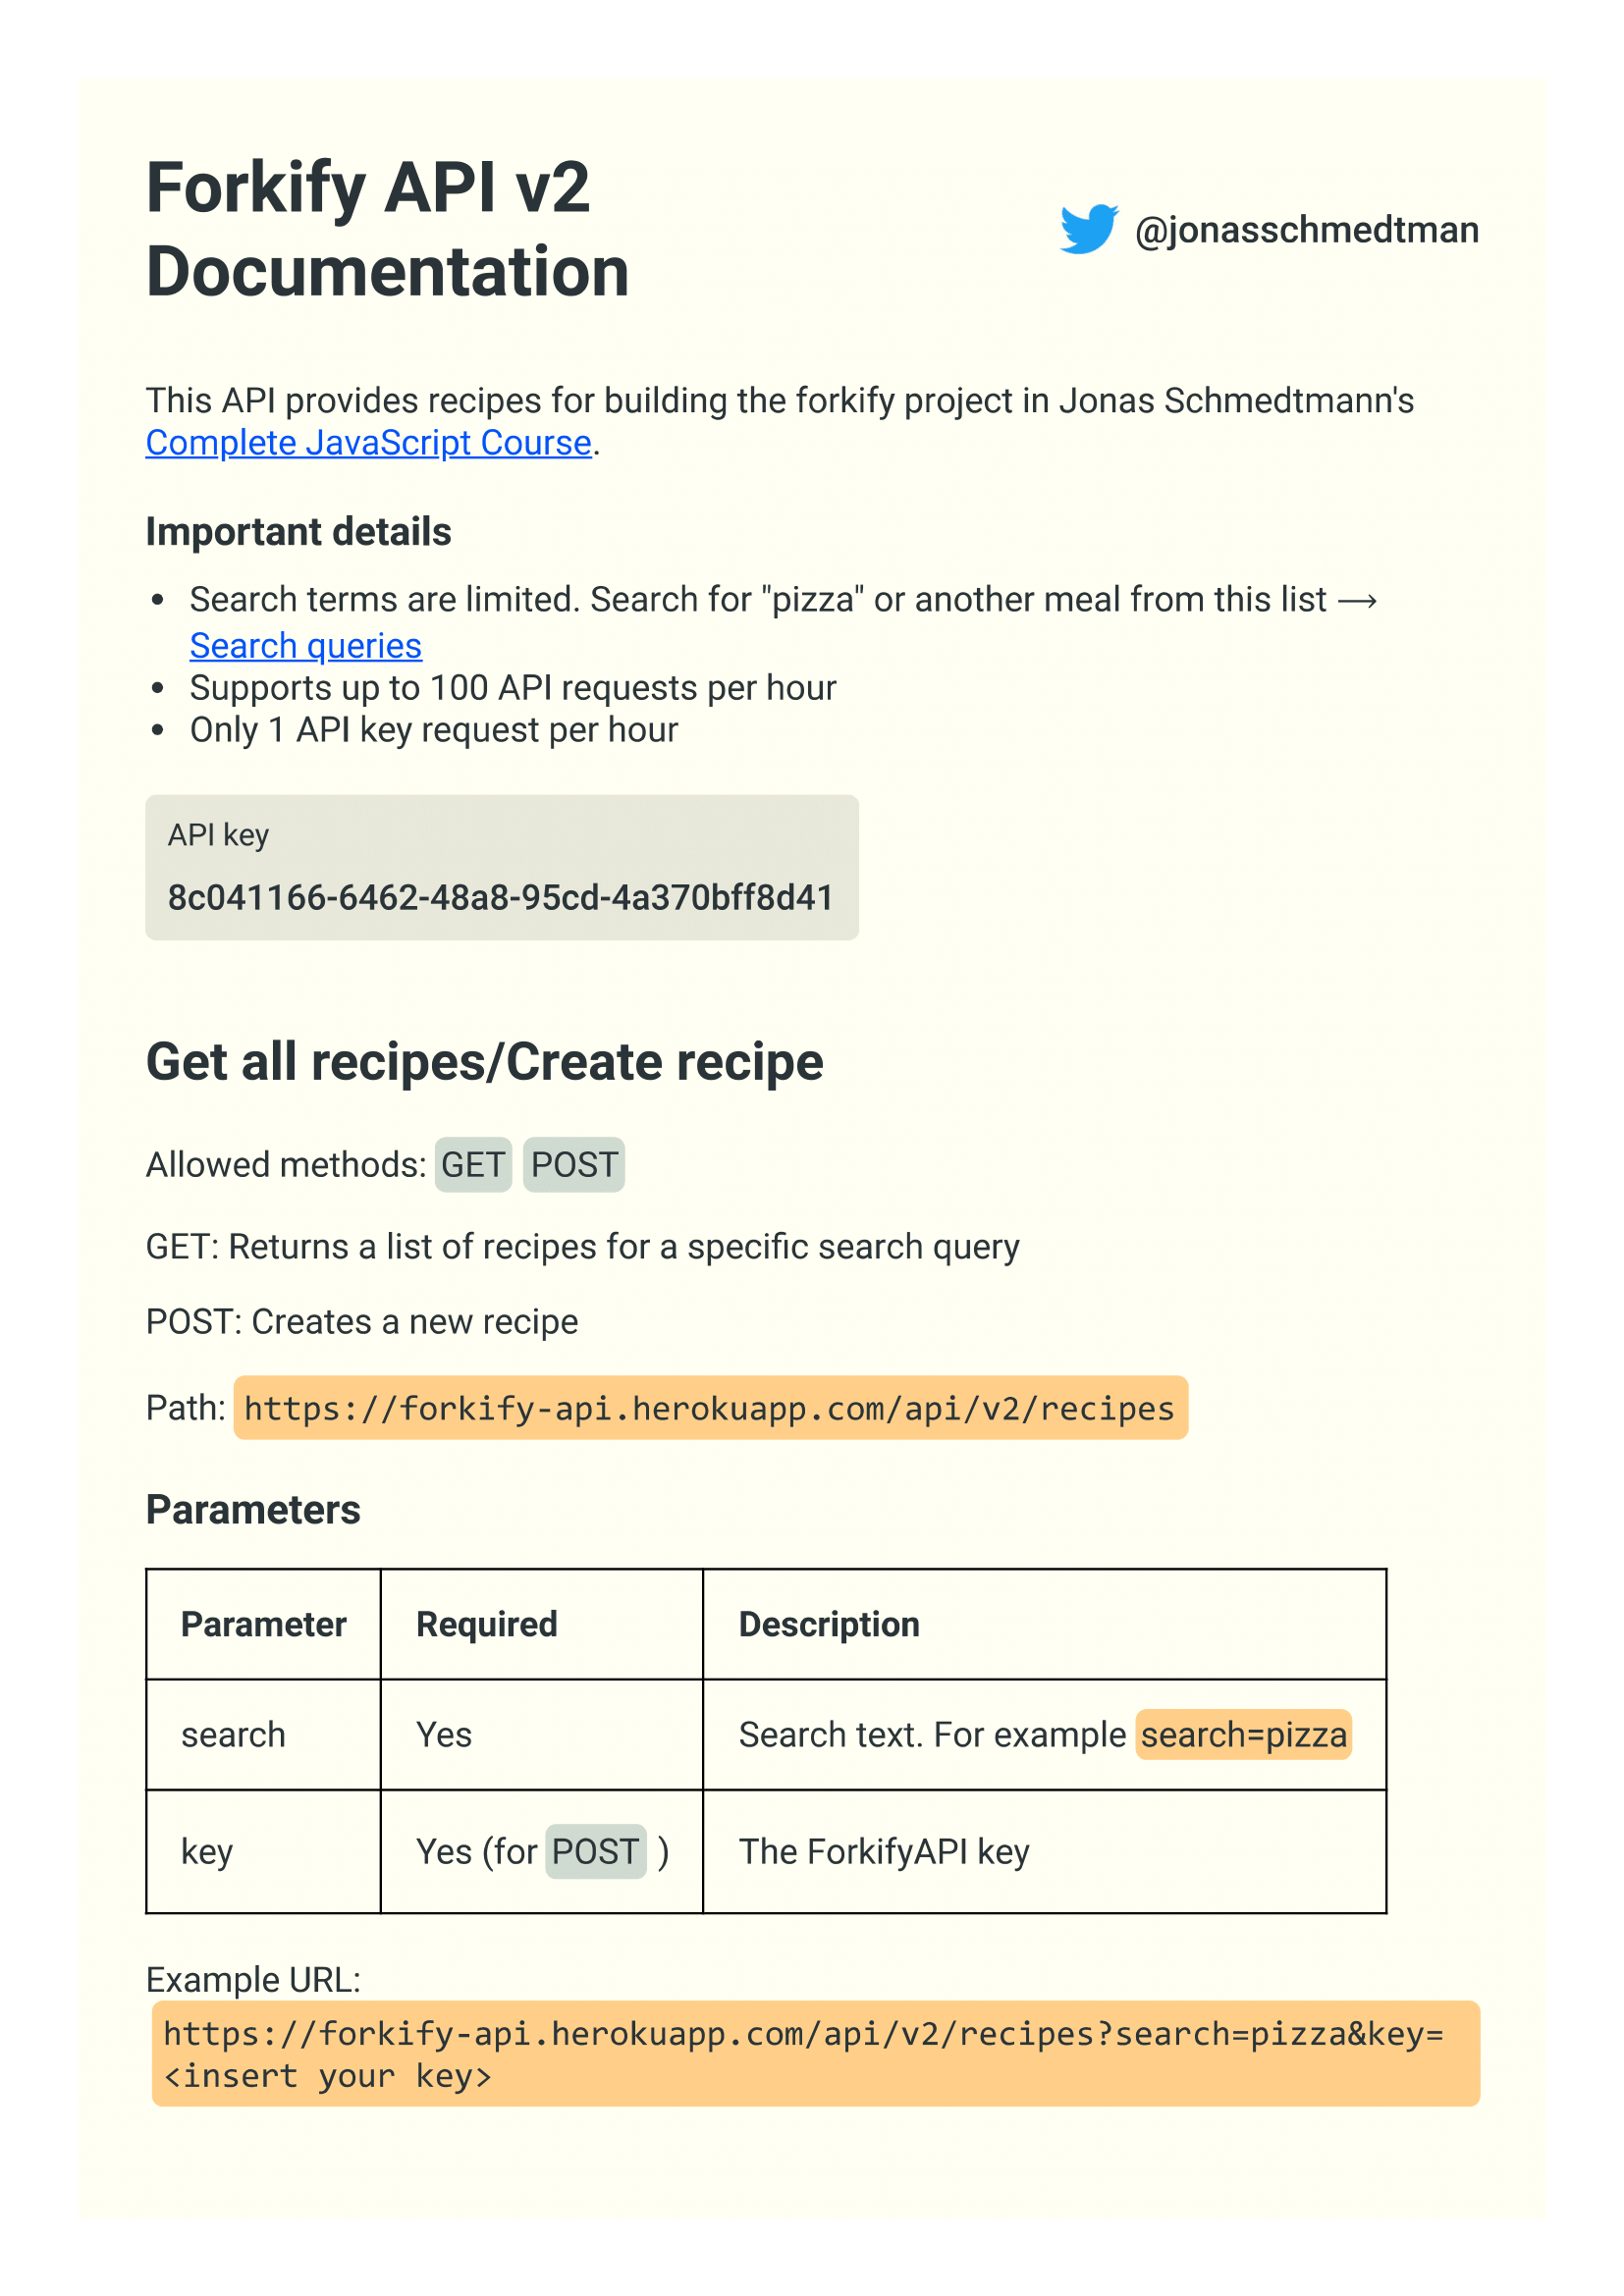 Forkify API v2
Documentation
@jonasschmedtman
This API provides recipes for building the forkify project in Jonas Schmedtmann's
Complete JavaScript Course.
Important details
• Search terms are limited. Search for "pizza" or another meal from this list ⟶
Search queries
• Supports up to 100 API requests per hour
• Only 1 API key request per hour
API key
8c041166-6462-48a8-95cd-4a370bff8d41
Get all recipes/Create recipe
Allowed methods: GET POST
GET: Returns a list of recipes for a specific search query
POST: Creates a new recipe
Path: https://forkify-api.herokuapp.com/api/v2/recipes
Parameters
Parameter Required Description
search Yes Search text. For example search=pizza
key Yes (for POST ) The ForkifyAPI key
Example URL:
https://forkify-api.herokuapp.com/api/v2/recipes?search=pizza&key=
<insert your key>